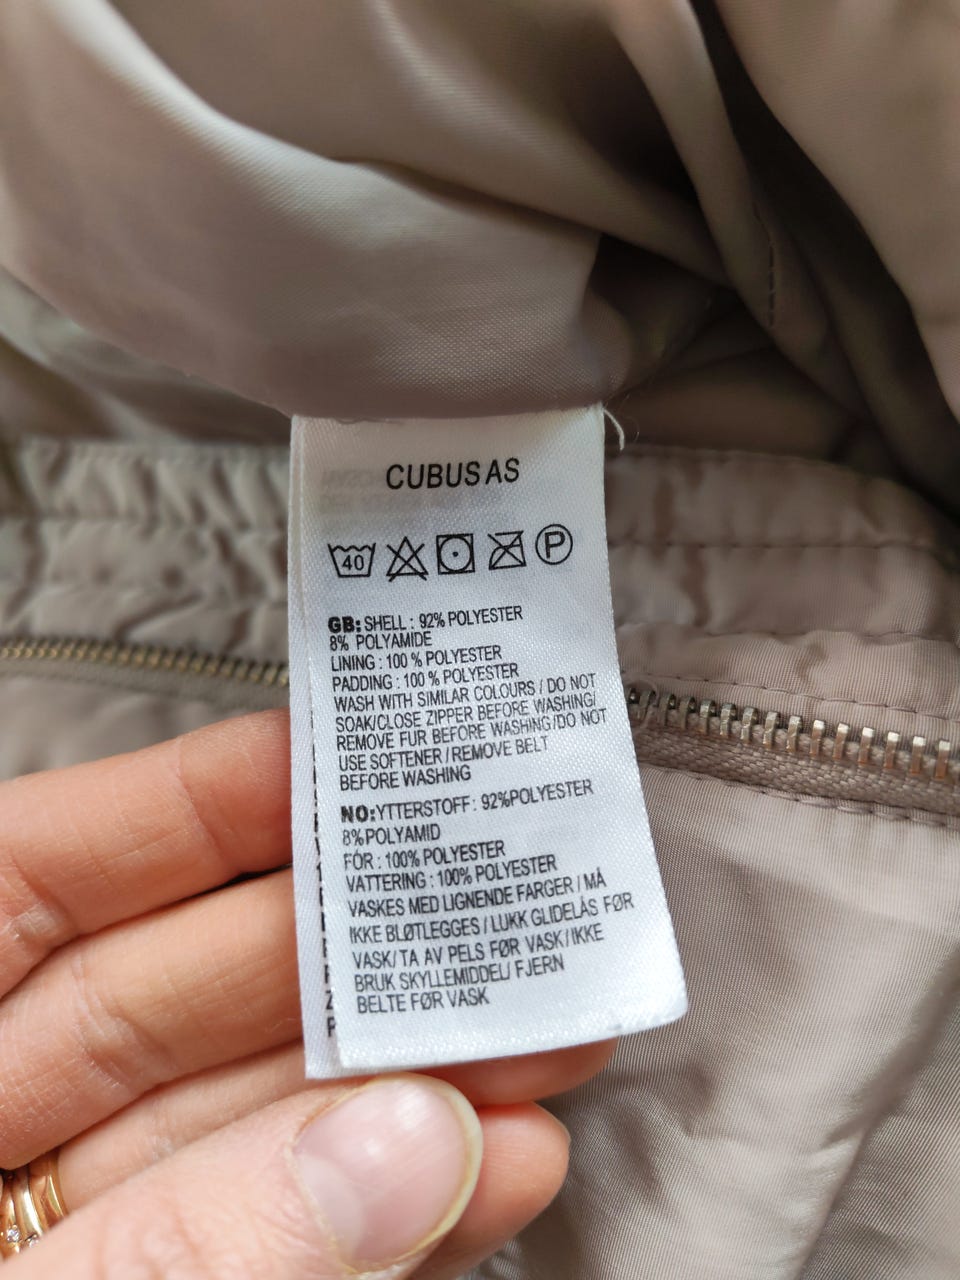 CUBUS AS
40 P
GB: SHELL : 92% POLYESTER
8% POLYAMIDE
LINING : 100 % POLYESTER
PADDING : 100 % POLYESTER
WASH WITH SIMILAR COLOURS / DO NOT
SOAK/CLOSE ZIPPER BEFORE WASHING/
REMOVE FUR BEFORE WASHING/DO NOT
USE SOFTENER / REMOVE BELT
BEFORE WASHING
NO:YTTERSTOFF : 92%POLYESTER
8%POLYAMID
FÓR : 100% POLYESTER
VATTERING : 100% POLYESTER
VASKES MED LIGNENDE FARGER / MÅ
IKKE BLØTLEGGES / LUKK GLIDELÅS FØR
VASK/ TA AV PELS FØR VASK / IKKE
BRUK SKYLLEMIDDEL/ FJERN
BELTE FØR VASK